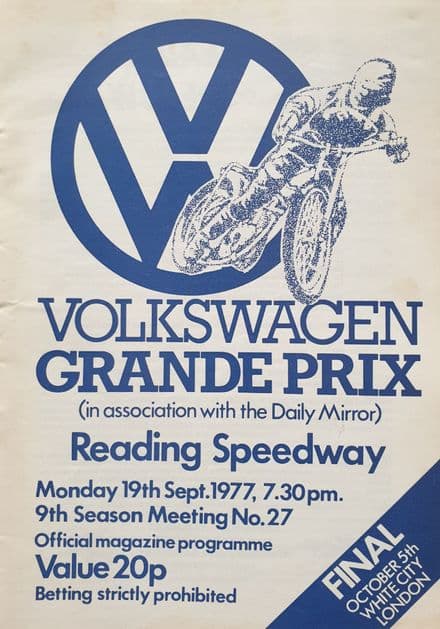 VOLKSWAGEN
GRANDE PRIX
(in association with the Daily Mirror)
Reading Speedway
Monday 19th Sept.1977, 7.30pm.
9th Season Meeting No.27
Official magazine programme
Value 20p
Betting strictly prohibited
FINAL
OCTOBER 5th
WHITE CITY
LONDON